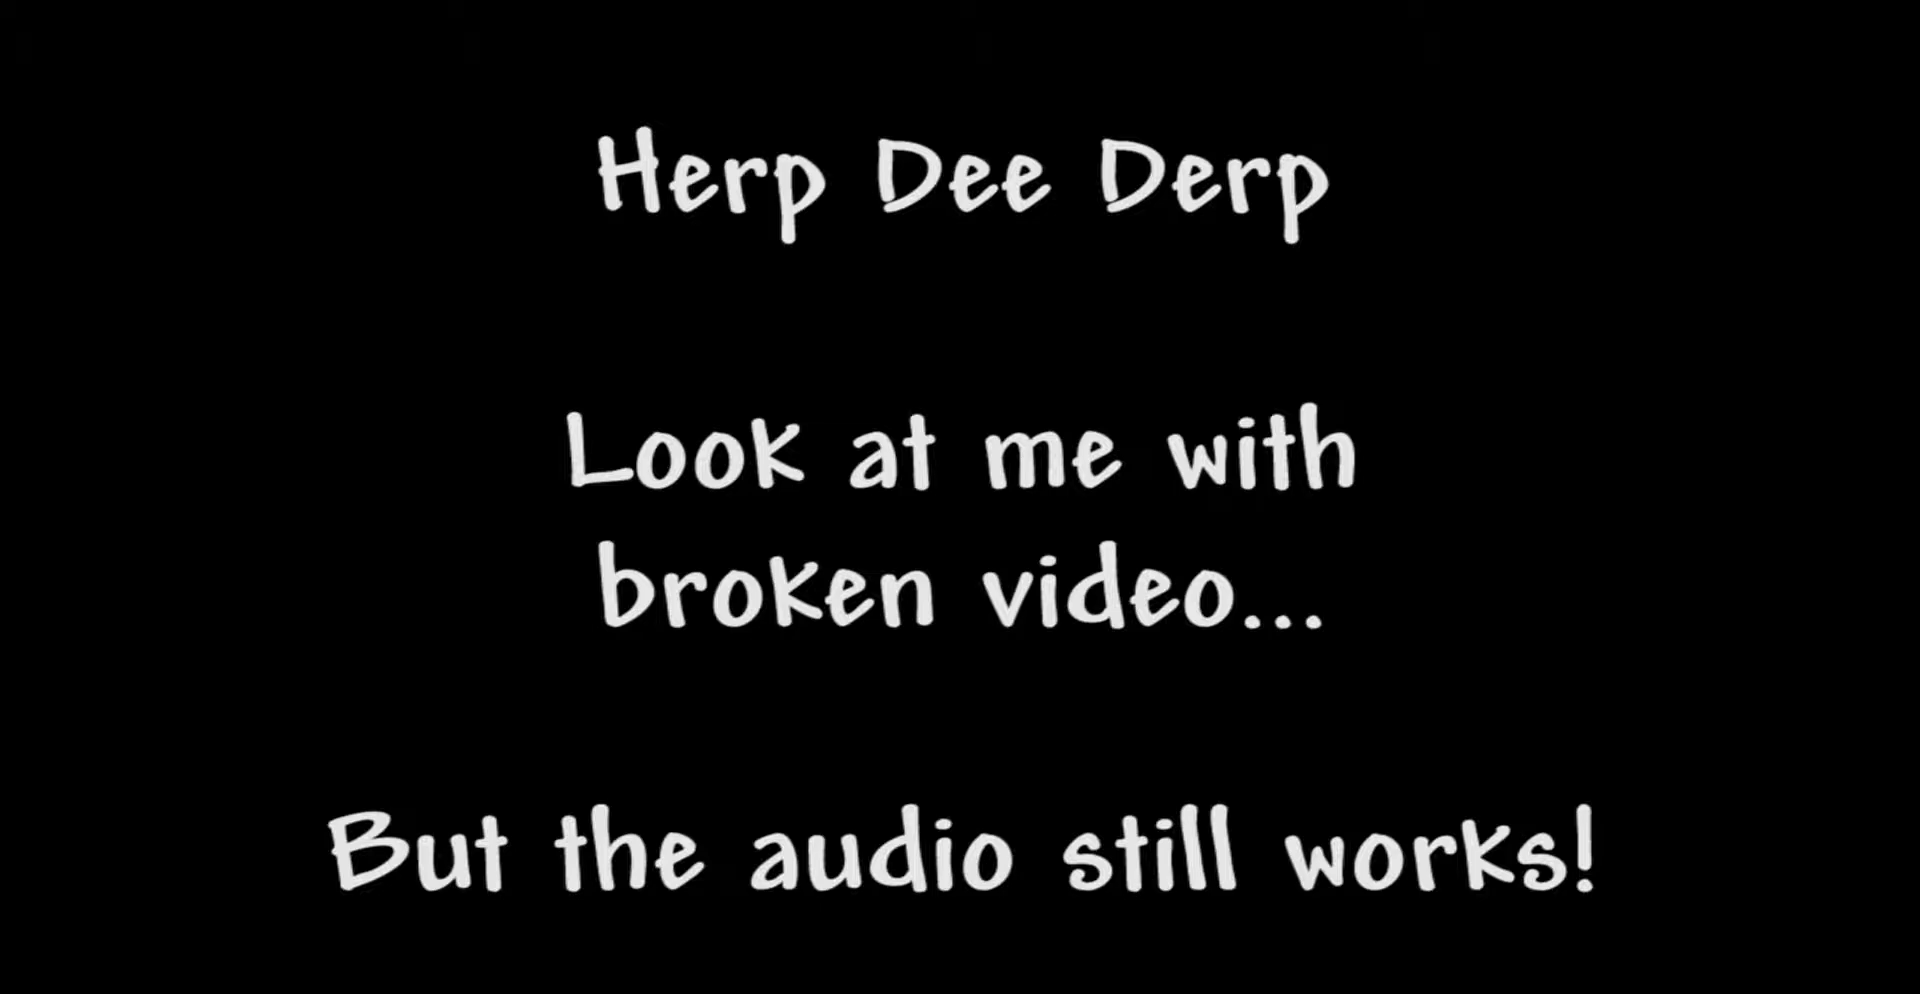 Herp Dee Derp
Look at me with
broken video...
But the audio still works!